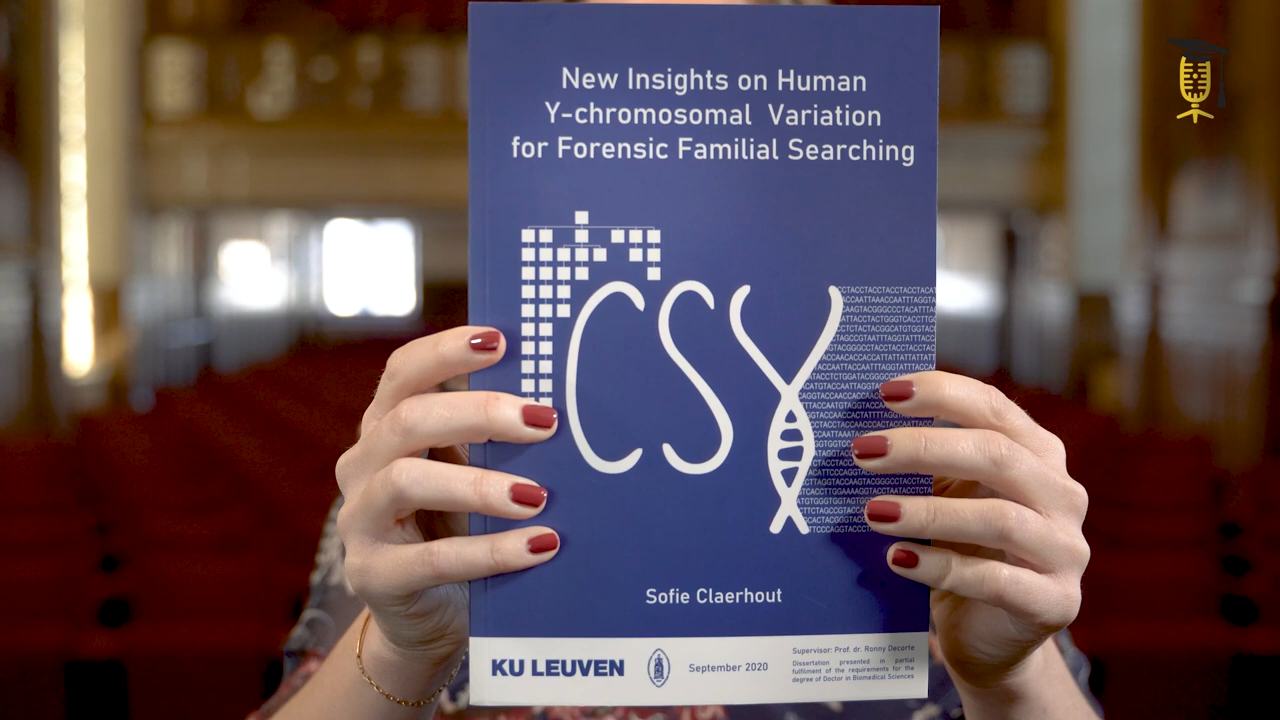 New Insights on Human
Y-chromosomal Variation
for Forensic Familial Searching
CSY
Sofie Claerhout
KU LEUVEN
September 2020
Supervisor: Prof. dr. Ronny Decorte
Dissertation presented in partial
fulfilment of the requirements for the
degree of Doctor in Biomedical Sciences